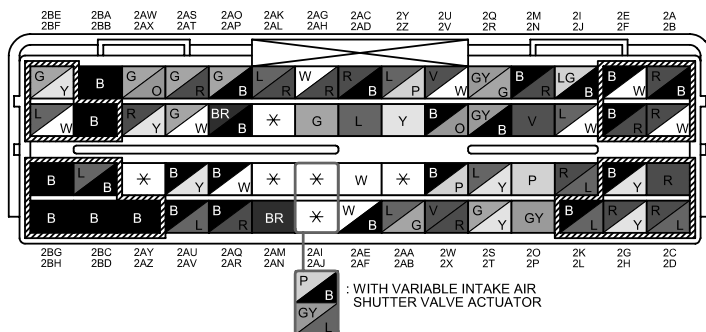 2BE 2BA 2AW 2AS 2AO 2AK 2AG 2AC 2Y 2U 2Q 2M 2I 2E 2A
2BF 2BB 2AX 2AT 2AP 2AL 2AH 2AD 2Z 2V 2R 2N 2J 2F 2B
G Y B G O G R G B L R W R R B L P V W GY G B R LG B B W R B
L W B R Y G W BR B * G L Y B O GY B V L W B R R W
B L B * B Y B W * * W * B P L Y P R L B Y R
B B B B L B R BR * W B L G V R G Y GY B L R Y R L
2BG 2BC 2AY 2AU 2AQ 2AM 2AI 2AE 2AA 2W 2S 2O 2K 2G 2C
2BH 2BD 2AZ 2AV 2AR 2AN 2AJ 2AF 2AB 2X 2T 2P 2L 2H 2D
P B
GY L
: WITH VARIABLE INTAKE AIR
SHUTTER VALVE ACTUATOR